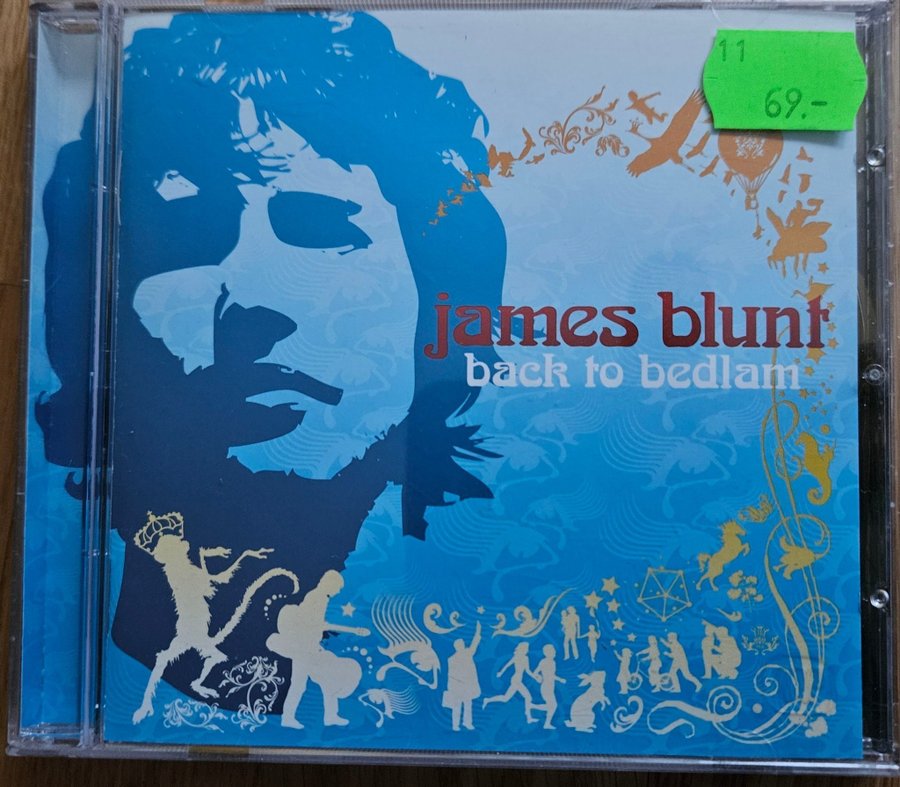 11
69.-
james blunt
back to bedlam